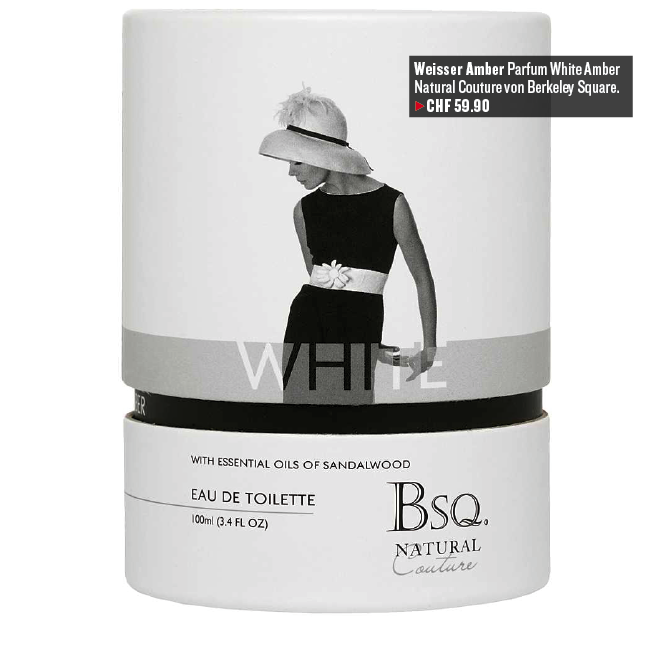 Weisser Amber Parfum White Amber
Natural Couture von Berkeley Square.
CHF 59.90
WHITE
WITH ESSENTIAL OILS OF SANDALWOOD
EAU DE TOILETTE
100ml (3.4 FL OZ)
BSQ.
NATURAL
Couture